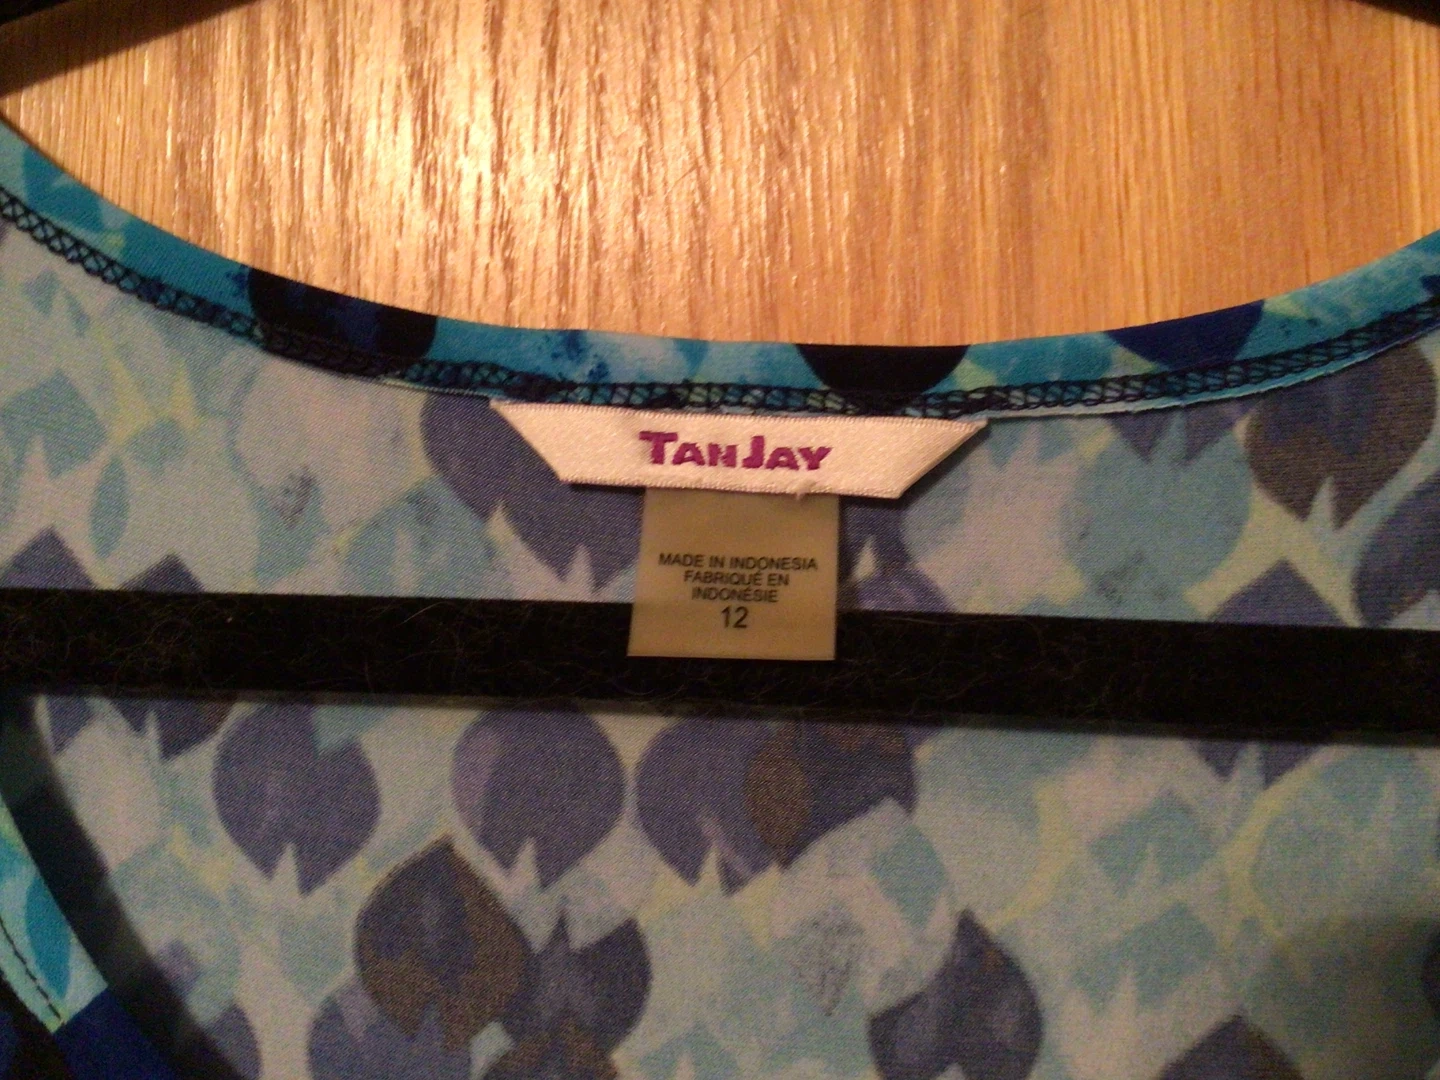 TANJAY
MADE IN INDONESIA
FABRIQUÉ EN
INDONÉSIE
12